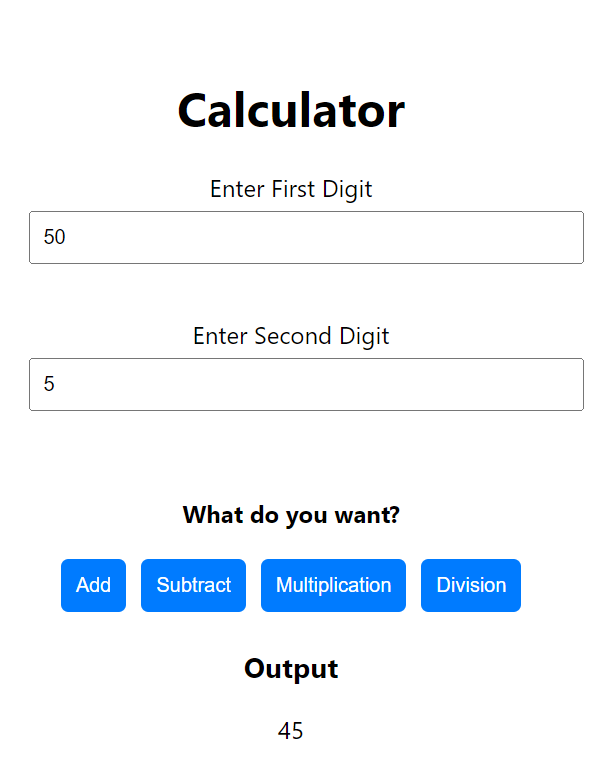 Calculator
Enter First Digit
50
Enter Second Digit
5
What do you want?
Add Subtract Multiplication Division
Output
45